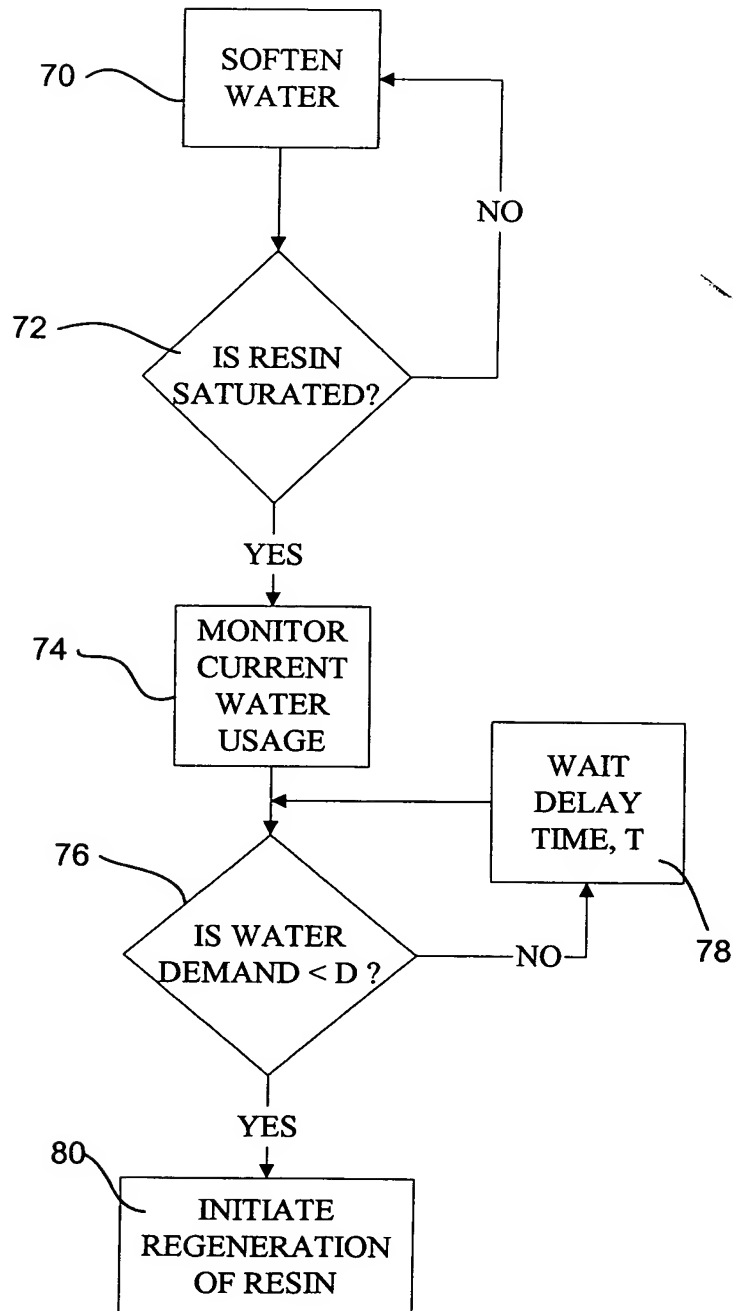 70
SOFTEN
WATER
NO
72
IS RESIN
SATURATED?
YES
74
MONITOR
CURRENT
WATER
USAGE
WAIT
DELAY
TIME, T
76
78
IS WATER
DEMAND < D ?
NO
YES
80
INITIATE
REGENERATION
OF RESIN